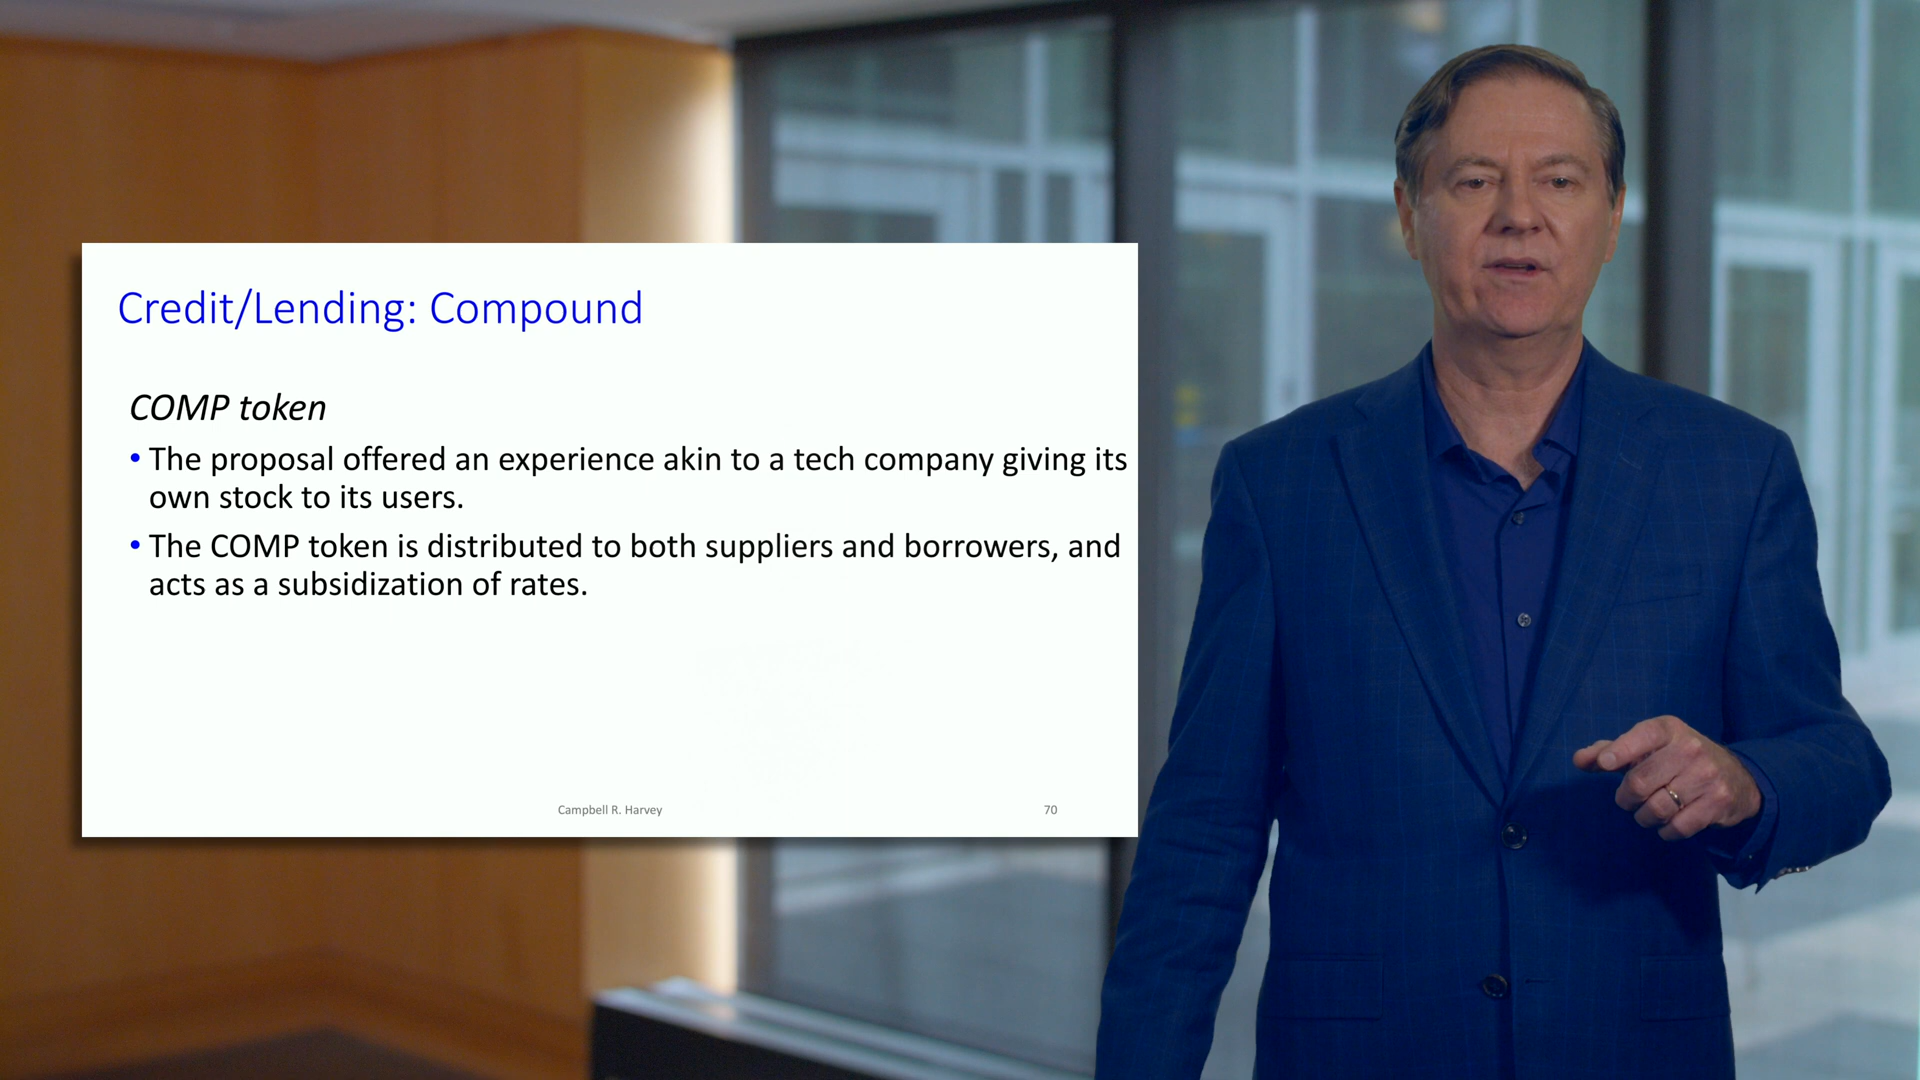 Credit/Lending: Compound
COMP token
• The proposal offered an experience akin to a tech company giving its
own stock to its users.
• The COMP token is distributed to both suppliers and borrowers, and
acts as a subsidization of rates.
Campbell R. Harvey
70